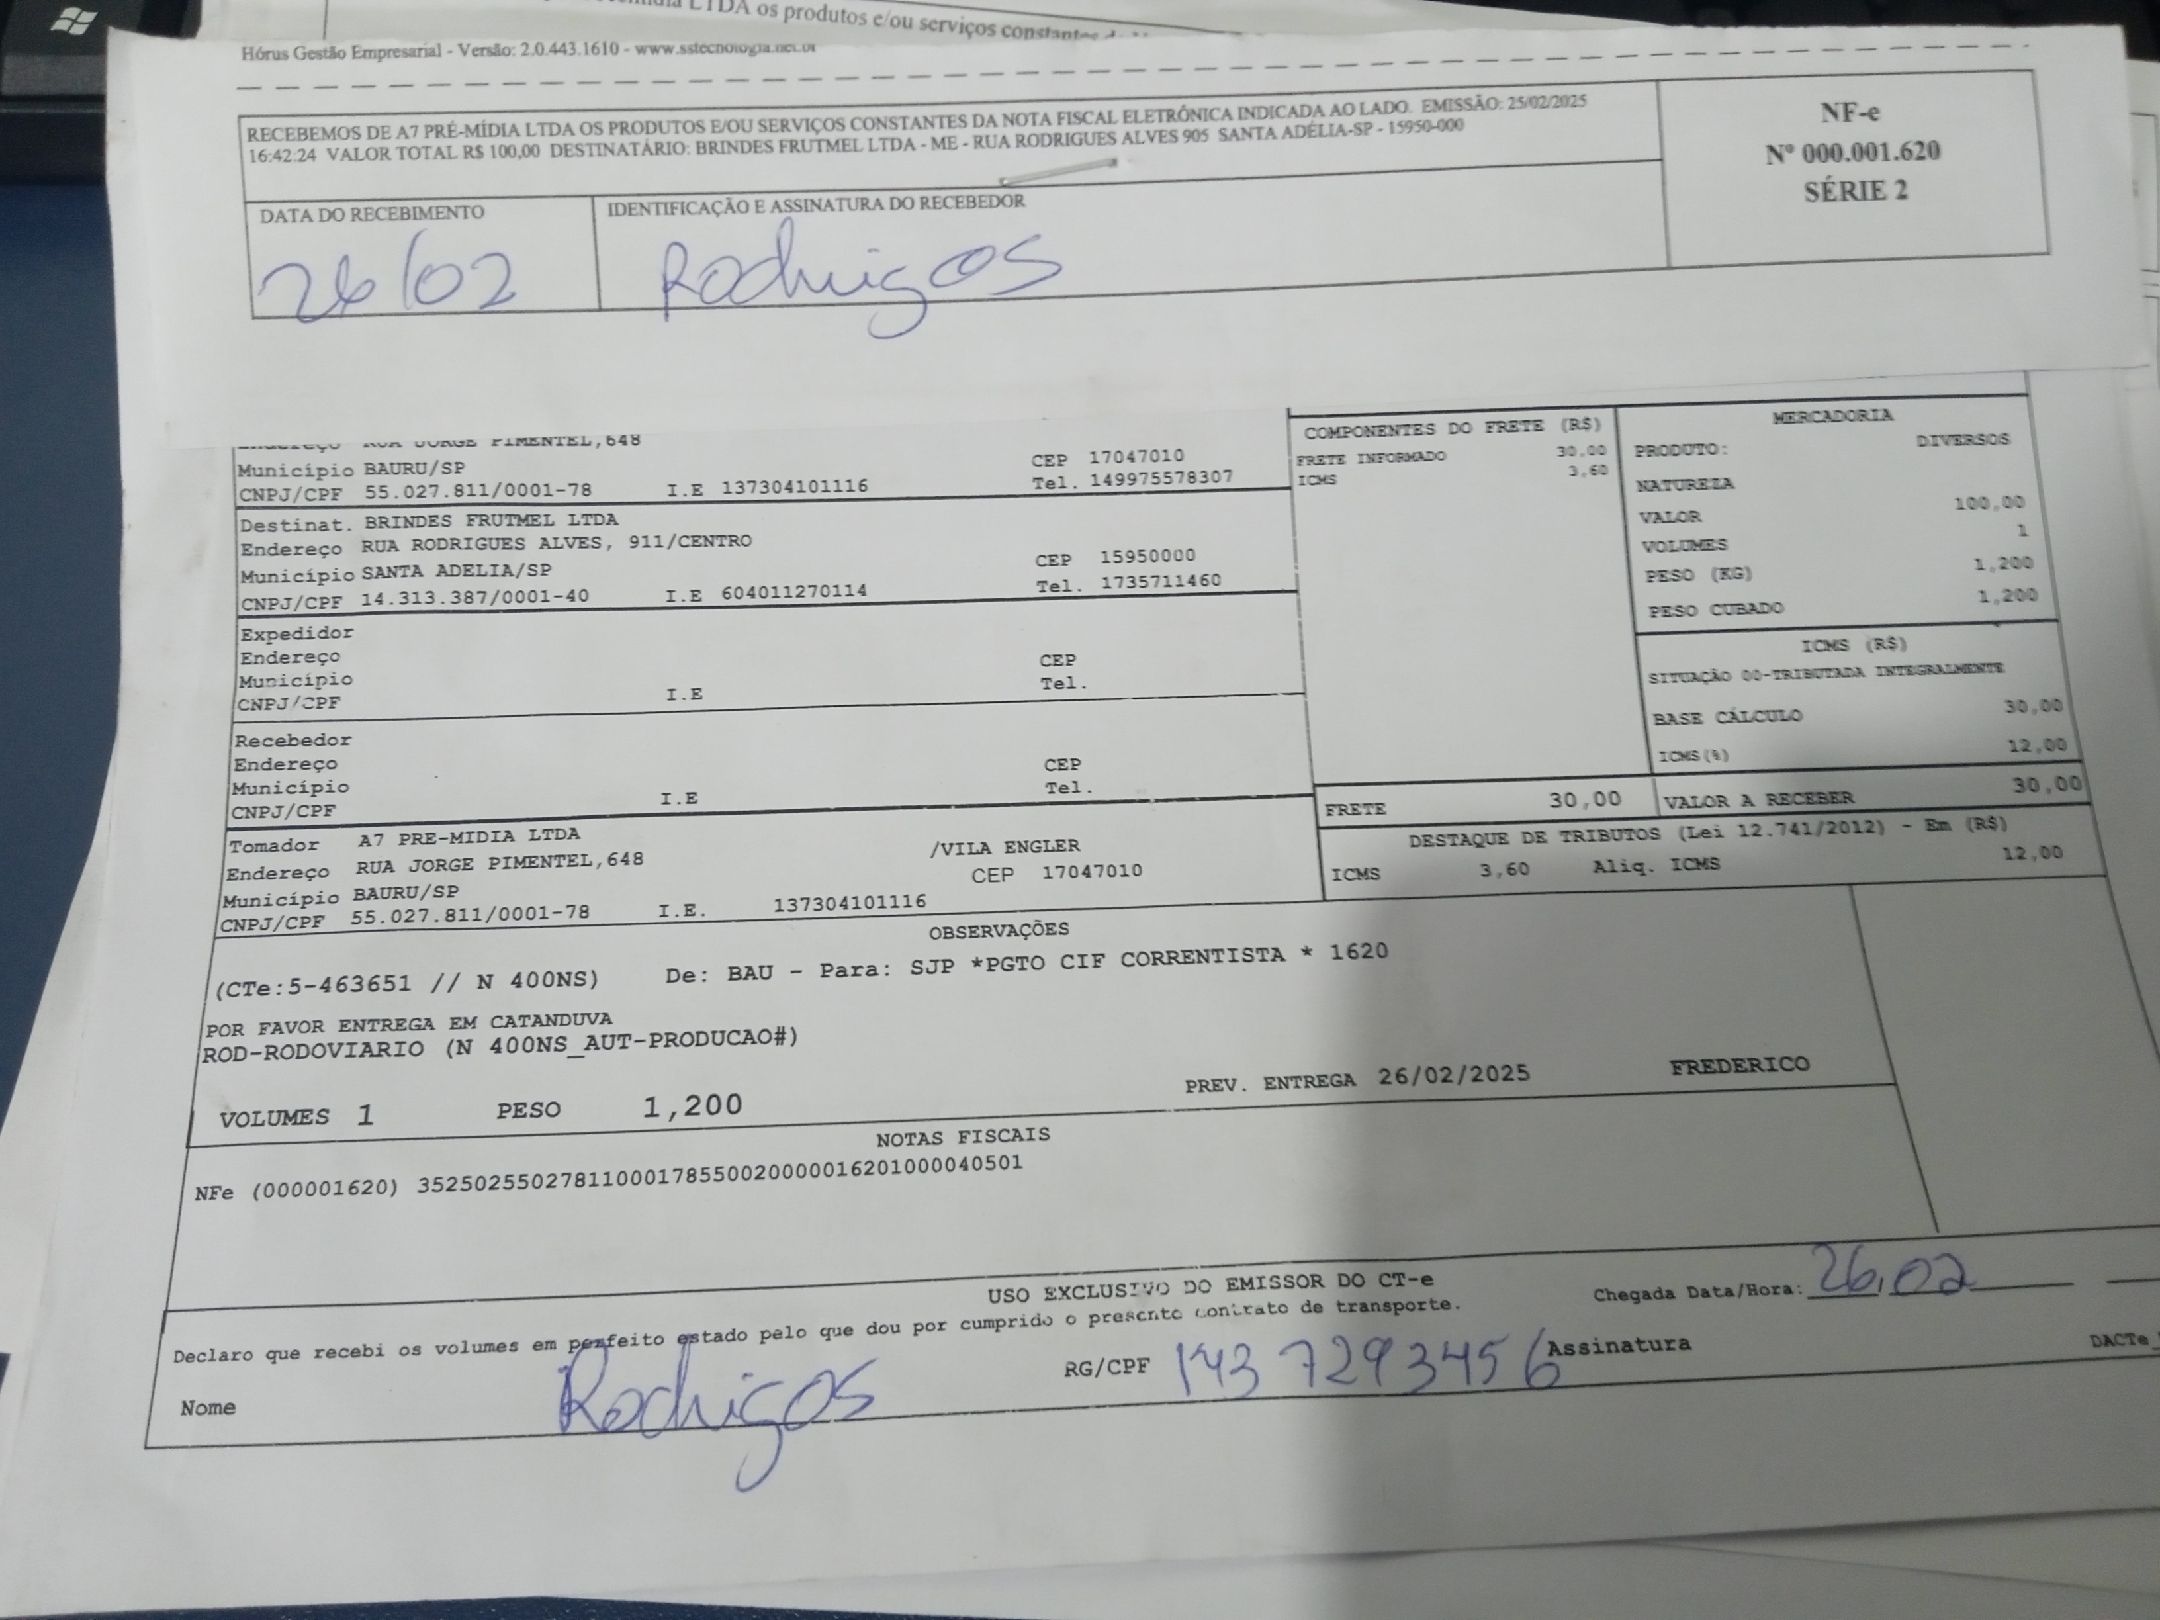 LTDA os produtos e/ou serviços constantes
Hórus Gestão Empresarial - Versão: 2.0.443.1610 - www.sstecnologia.net.br
RECEBEMOS DE A7 PRÉ-MÍDIA LTDA OS PRODUTOS E/OU SERVIÇOS CONSTANTES DA NOTA FISCAL ELETRÔNICA INDICADA AO LADO. EMISSÃO: 25/02/2025
16:42:24 VALOR TOTAL R$ 100,00 DESTINATÁRIO: BRINDES FRUTMEL LTDA - ME - RUA RODRIGUES ALVES 905 SANTA ADÉLIA-SP - 15950-000
NF-e
Nº 000.001.620
SÉRIE 2
DATA DO RECEBIMENTO
IDENTIFICAÇÃO E ASSINATURA DO RECEBEDOR
26/02
Rodrigos
Endereço RUA JORGE PIMENTEL,648
Município BAURU/SP CEP 17047010
CNPJ/CPF 55.027.811/0001-78 I.E 137304101116 Tel. 149975578307
Destinat. BRINDES FRUTMEL LTDA
Endereço RUA RODRIGUES ALVES, 911/CENTRO
Município SANTA ADELIA/SP CEP 15950000
CNPJ/CPF 14.313.387/0001-40 I.E 604011270114 Tel. 1735711460
Expedidor
Endereço
Município CEP
CNPJ/CPF I.E Tel.
Recebedor
Endereço
Município CEP
CNPJ/CPF I.E Tel.
Tomador A7 PRE-MIDIA LTDA
Endereço RUA JORGE PIMENTEL,648 /VILA ENGLER
Município BAURU/SP CEP 17047010
CNPJ/CPF 55.027.811/0001-78 I.E. 137304101116
COMPONENTES DO FRETE (R$)
FRETE INFORMADO 30,00
ICMS 3,60
MERCADORIA
PRODUTO: DIVERSOS
NATUREZA
VALOR 100,00
VOLUMES 1
PESO (KG) 1,200
PESO CUBADO 1,200
ICMS (R$)
SITUAÇÃO 00-TRIBUTADA INTEGRALMENTE
BASE CÁLCULO 30,00
ICMS(%) 12,00
FRETE 30,00 VALOR A RECEBER 30,00
DESTAQUE DE TRIBUTOS (Lei 12.741/2012) - Em (R$)
ICMS 3,60 Aliq. ICMS 12,00
OBSERVAÇÕES
(CTe:5-463651 // N 400NS) De: BAU - Para: SJP *PGTO CIF CORRENTISTA * 1620
POR FAVOR ENTREGA EM CATANDUVA
ROD-RODOVIARIO (N 400NS_AUT-PRODUCAO#)
VOLUMES 1 PESO 1,200 PREV. ENTREGA 26/02/2025 FREDERICO
NOTAS FISCAIS
NFe (000001620) 35250255027811000178550020000016201000040501
USO EXCLUSIVO DO EMISSOR DO CT-e
Declaro que recebi os volumes em perfeito estado pelo que dou por cumprido o presente contrato de transporte.
Chegada Data/Hora: 26,02
Nome Rodrigos RG/CPF 1437293456 Assinatura
DACTe_